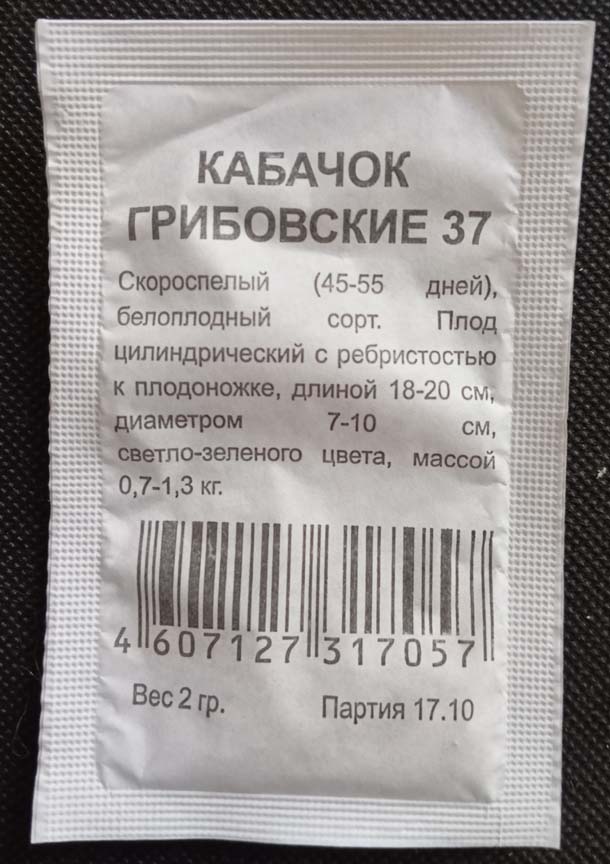 КАБАЧОК
ГРИБОВСКИЕ 37
Скороспелый (45-55 дней),
белоплодный сорт. Плод
цилиндрический с ребристостью
к плодоножке, длиной 18-20 см,
диаметром 7-10 см,
светло-зеленого цвета, массой
0,7-1,3 кг.
4 607127 317057
Вес 2 гр. Партия 17.10